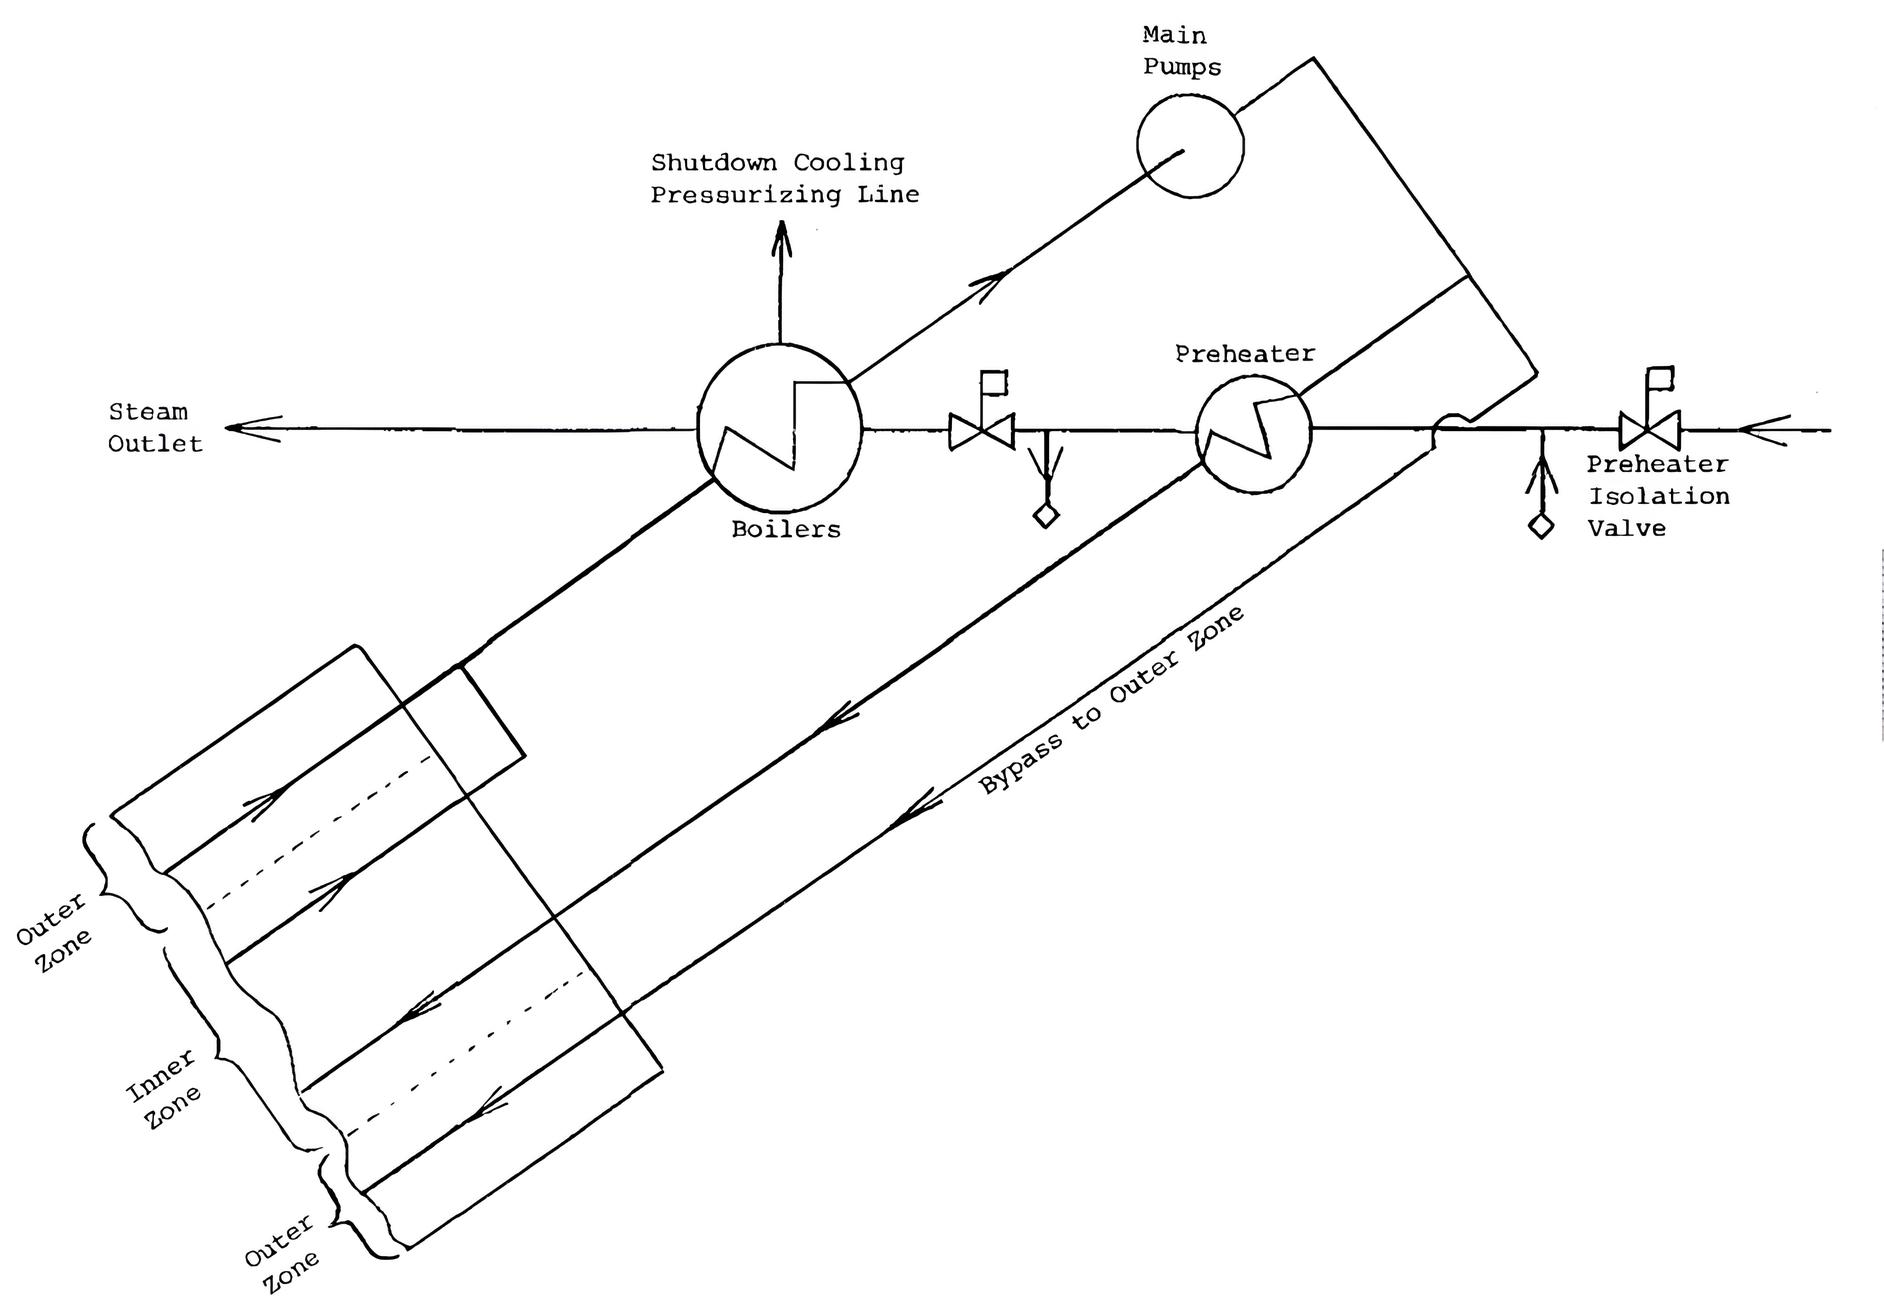 Main
Pumps
Shutdown Cooling
Pressurizing Line
Preheater
Steam
Outlet
Boilers
Preheater
Isolation
Valve
Bypass to Outer Zone
Outer
Zone
Inner
Zone
Outer
Zone